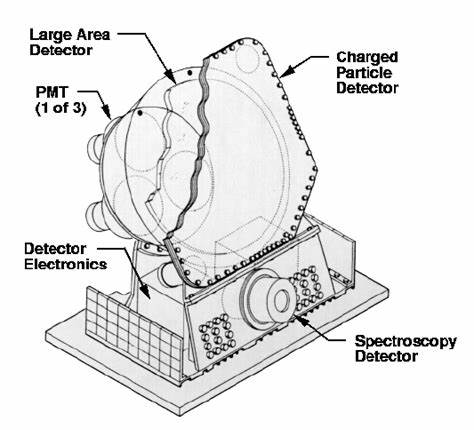 Large Area
Detector
Charged
Particle
Detector
PMT
(1 of 3)
Detector
Electronics
Spectroscopy
Detector